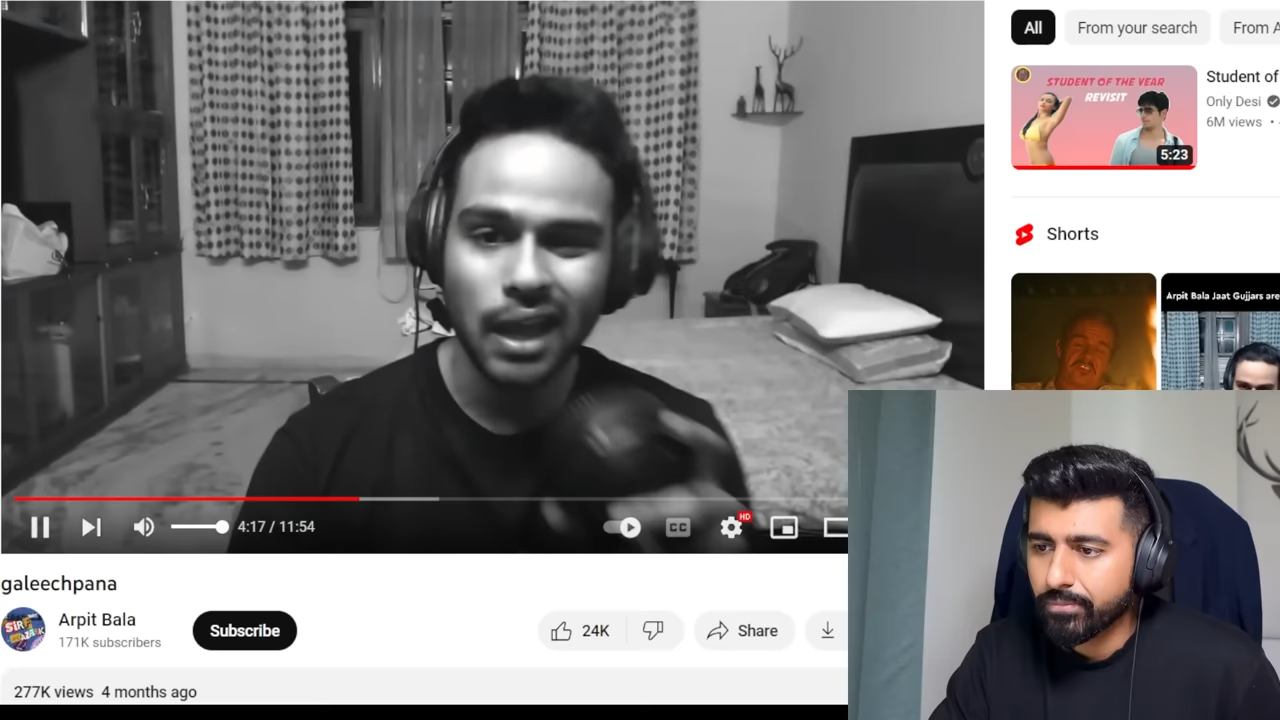 All
From your search
From A
STUDENT OF THE YEAR
REVISIT
5:23
Student of
Only Desi
6M views •
Shorts
Arpit Bala Jaat Gujjars are
4:17 / 11:54
CC
HD
galeechpana
Arpit Bala
171K subscribers
Subscribe
24K
Share
277K views 4 months ago